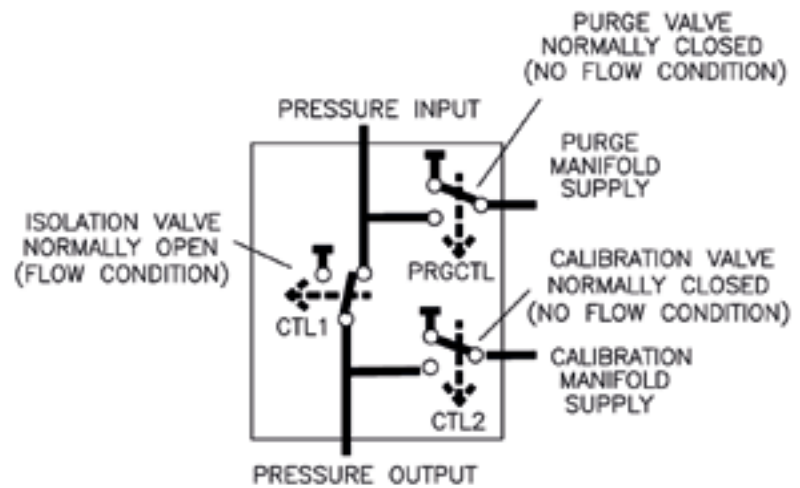 PURGE VALVE
NORMALLY CLOSED
(NO FLOW CONDITION)
PRESSURE INPUT
PURGE
MANIFOLD
SUPPLY
ISOLATION VALVE
NORMALLY OPEN
(FLOW CONDITION)
PRGCTL
CALIBRATION VALVE
NORMALLY CLOSED
(NO FLOW CONDITION)
CTL1
CALIBRATION
MANIFOLD
SUPPLY
CTL2
PRESSURE OUTPUT